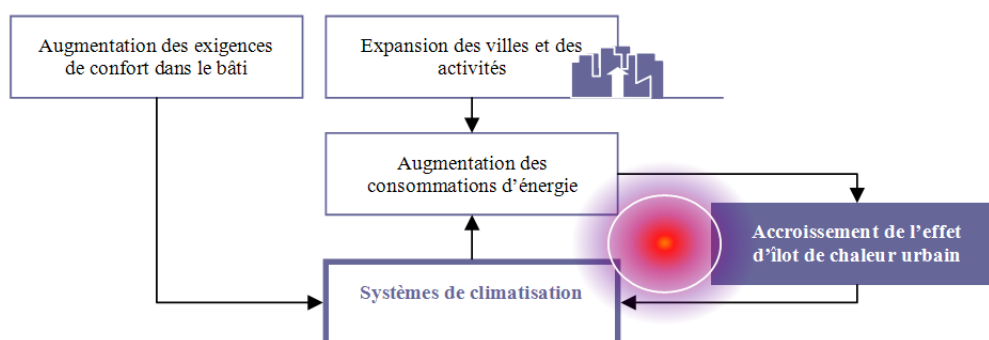 Augmentation des exigences
de confort dans le bâti
Expansion des villes et des
activités
Augmentation des
consommations d’énergie
Accroissement de l’effet
d’îlot de chaleur urbain
Systèmes de climatisation